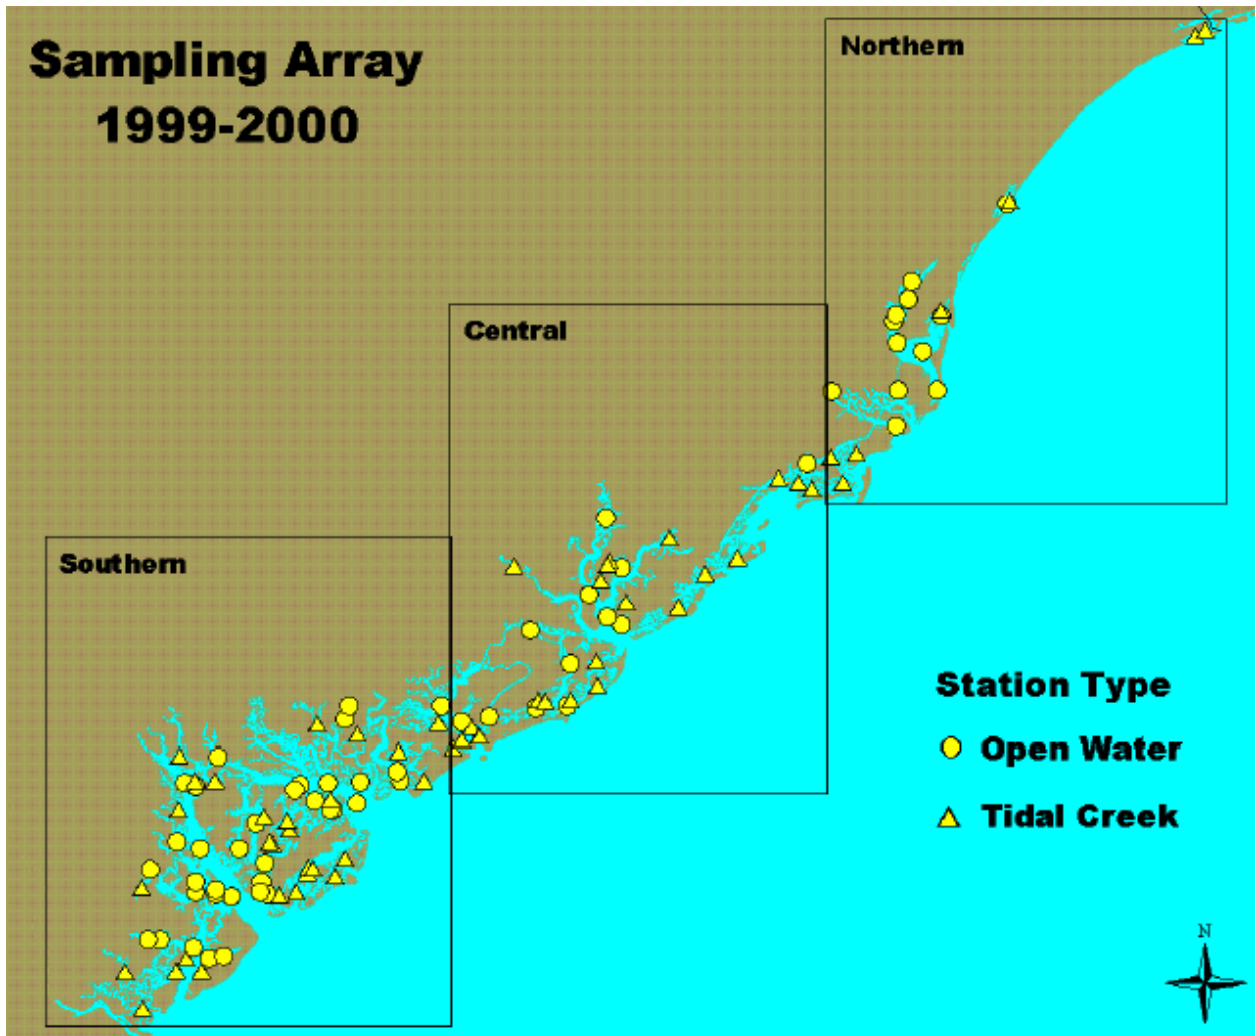 Sampling Array
1999-2000
Northern
Central
Southern
Station Type
Open Water
Tidal Creek
N